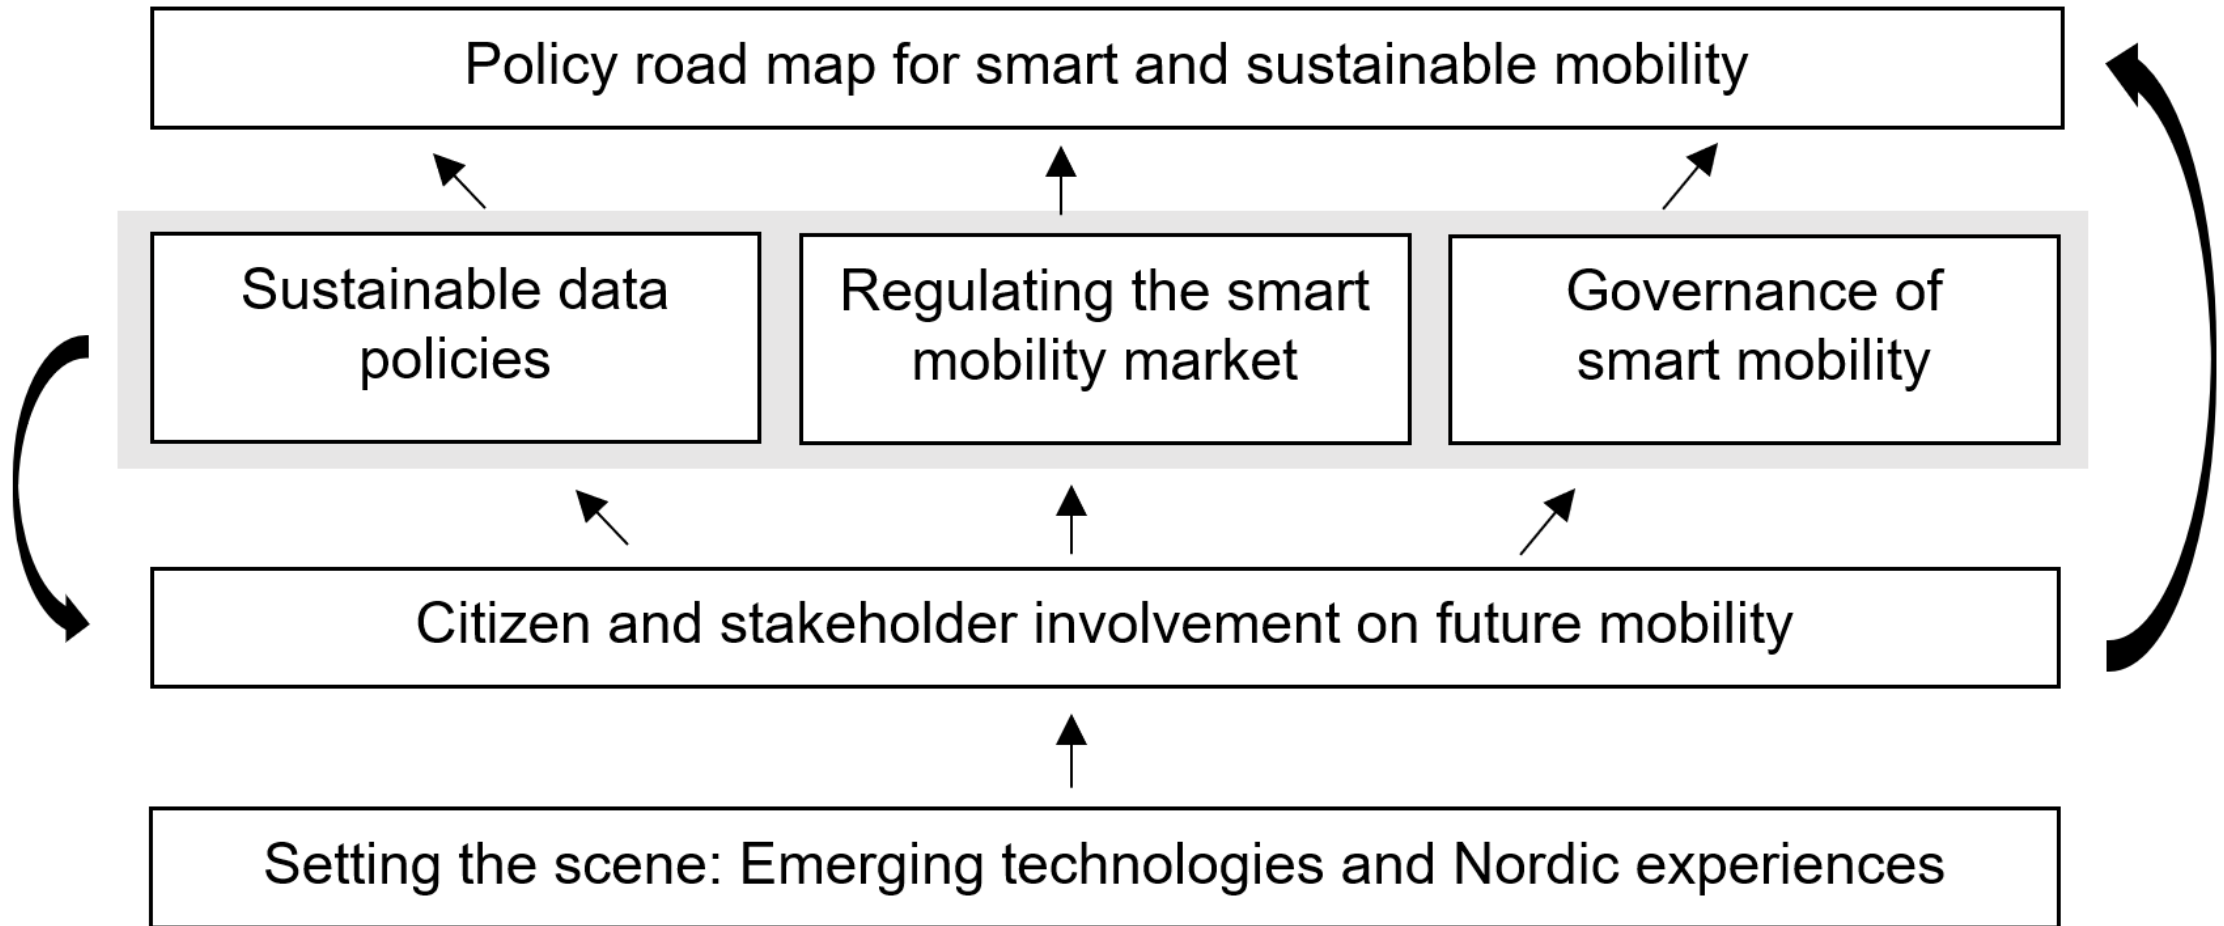 Policy road map for smart and sustainable mobility
Sustainable data
policies
Regulating the smart
mobility market
Governance of
smart mobility
Citizen and stakeholder involvement on future mobility
Setting the scene: Emerging technologies and Nordic experiences